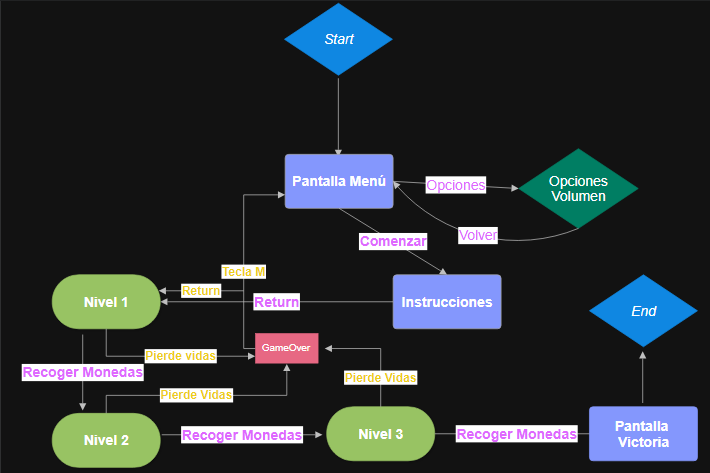 Start
Pantalla Menú
Opciones
Opciones
Volumen
Volver
Comenzar
Tecla M
Return
Nivel 1
Return
Instrucciones
End
GameOver
Pierde vidas
Recoger Monedas
Pierde Vidas
Pierde Vidas
Nivel 2
Recoger Monedas
Nivel 3
Recoger Monedas
Pantalla
Victoria